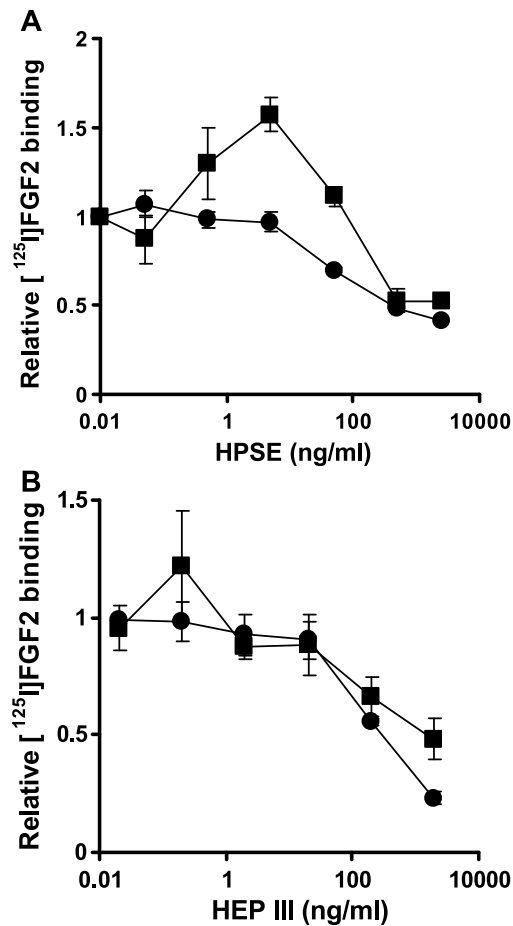 A
2
1.5
1
0.5
0
Relative [ ¹²⁵I]FGF2 binding
0.01 1 100 10000
HPSE (ng/ml)
B
1.5
1
0.5
0
Relative [ ¹²⁵I]FGF2 binding
0.01 1 100 10000
HEP III (ng/ml)